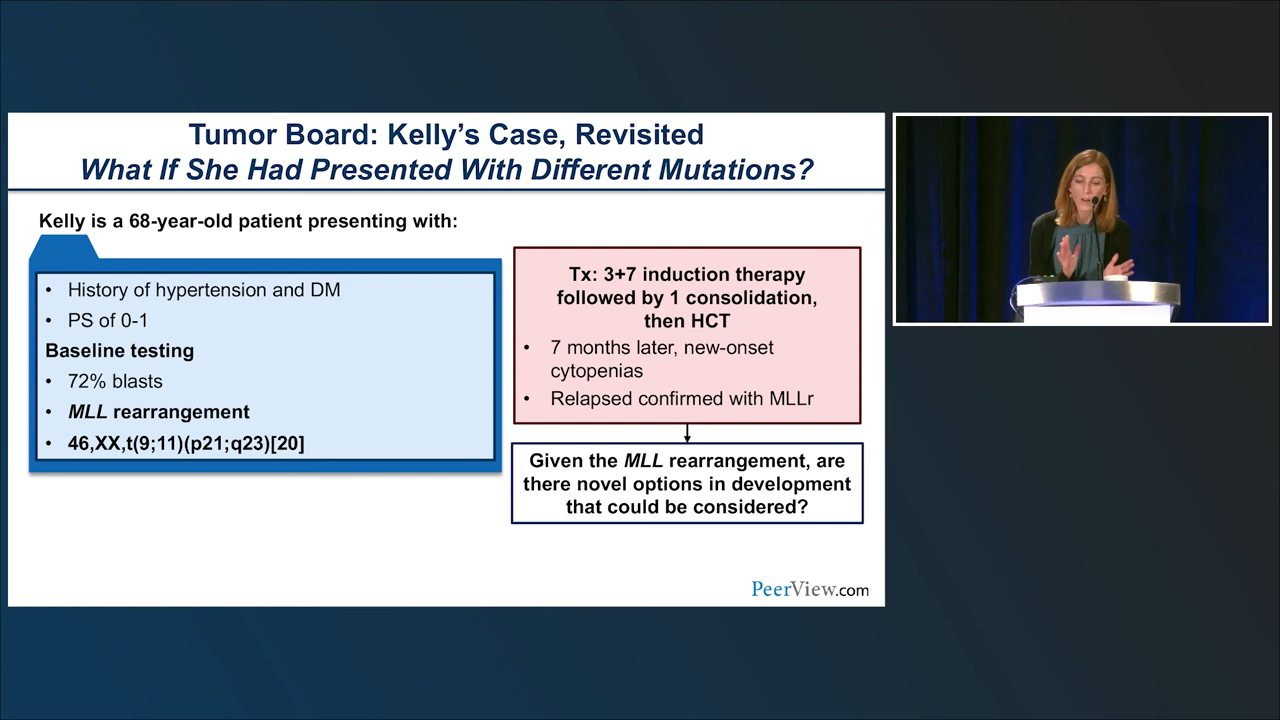 Tumor Board: Kelly's Case, Revisited
What If She Had Presented With Different Mutations?
Kelly is a 68-year-old patient presenting with:
• History of hypertension and DM
• PS of 0-1
Baseline testing
• 72% blasts
• MLL rearrangement
• 46,XX,t(9;11)(p21;q23)[20]
Tx: 3+7 induction therapy
followed by 1 consolidation,
then HCT
• 7 months later, new-onset
cytopenias
• Relapsed confirmed with MLLr
Given the MLL rearrangement, are
there novel options in development
that could be considered?
PeerView.com